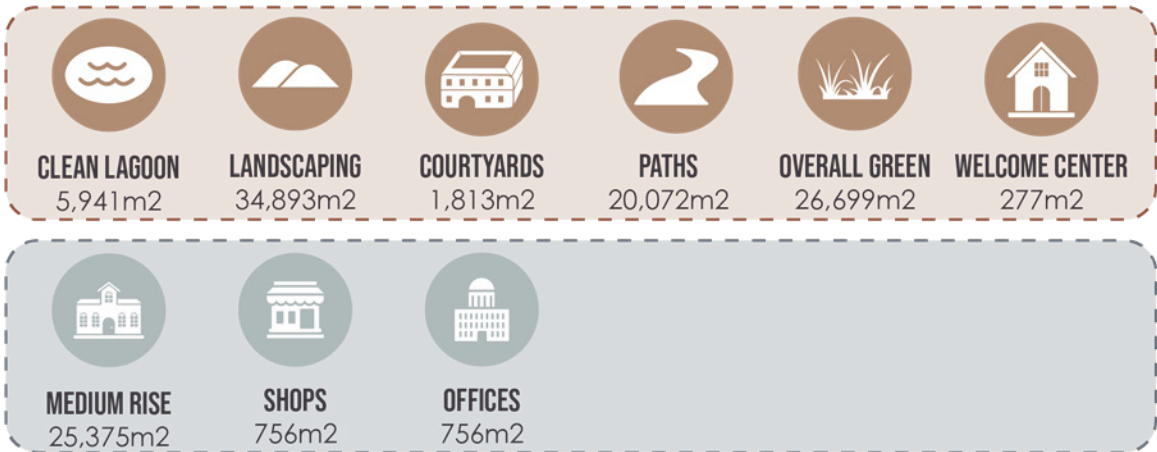 CLEAN LAGOON
5,941m2
LANDSCAPING
34,893m2
COURTYARDS
1,813m2
PATHS
20,072m2
OVERALL GREEN
26,699m2
WELCOME CENTER
277m2
MEDIUM RISE
25,375m2
SHOPS
756m2
OFFICES
756m2